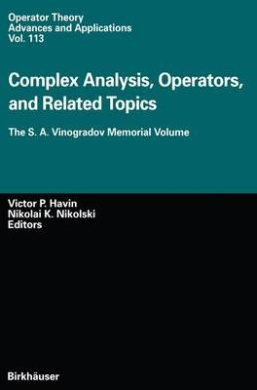 Operator Theory
Advances and Applications
Vol. 113
Complex Analysis, Operators,
and Related Topics
The S. A. Vinogradov Memorial Volume
Victor P. Havin
Nikolai K. Nikolski
Editors
Birkhäuser